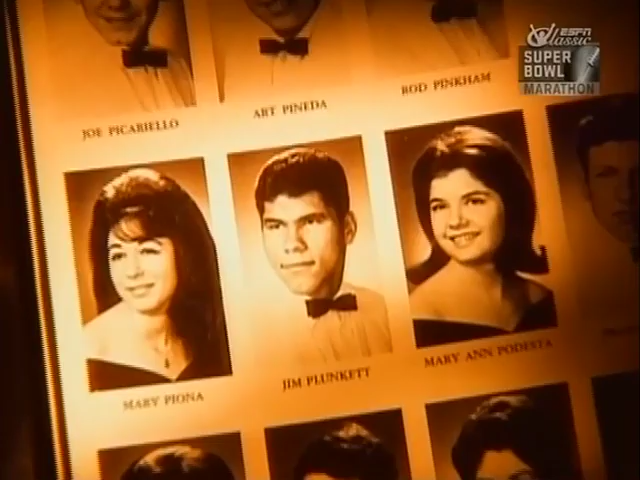 ESPN
Classic
SUPER
BOWL
MARATHON
JOE PICARIELLO
ART PINEDA
ROD PINKHAM
MARY PIONA
JIM PLUNKETT
MARY ANN PODESTA